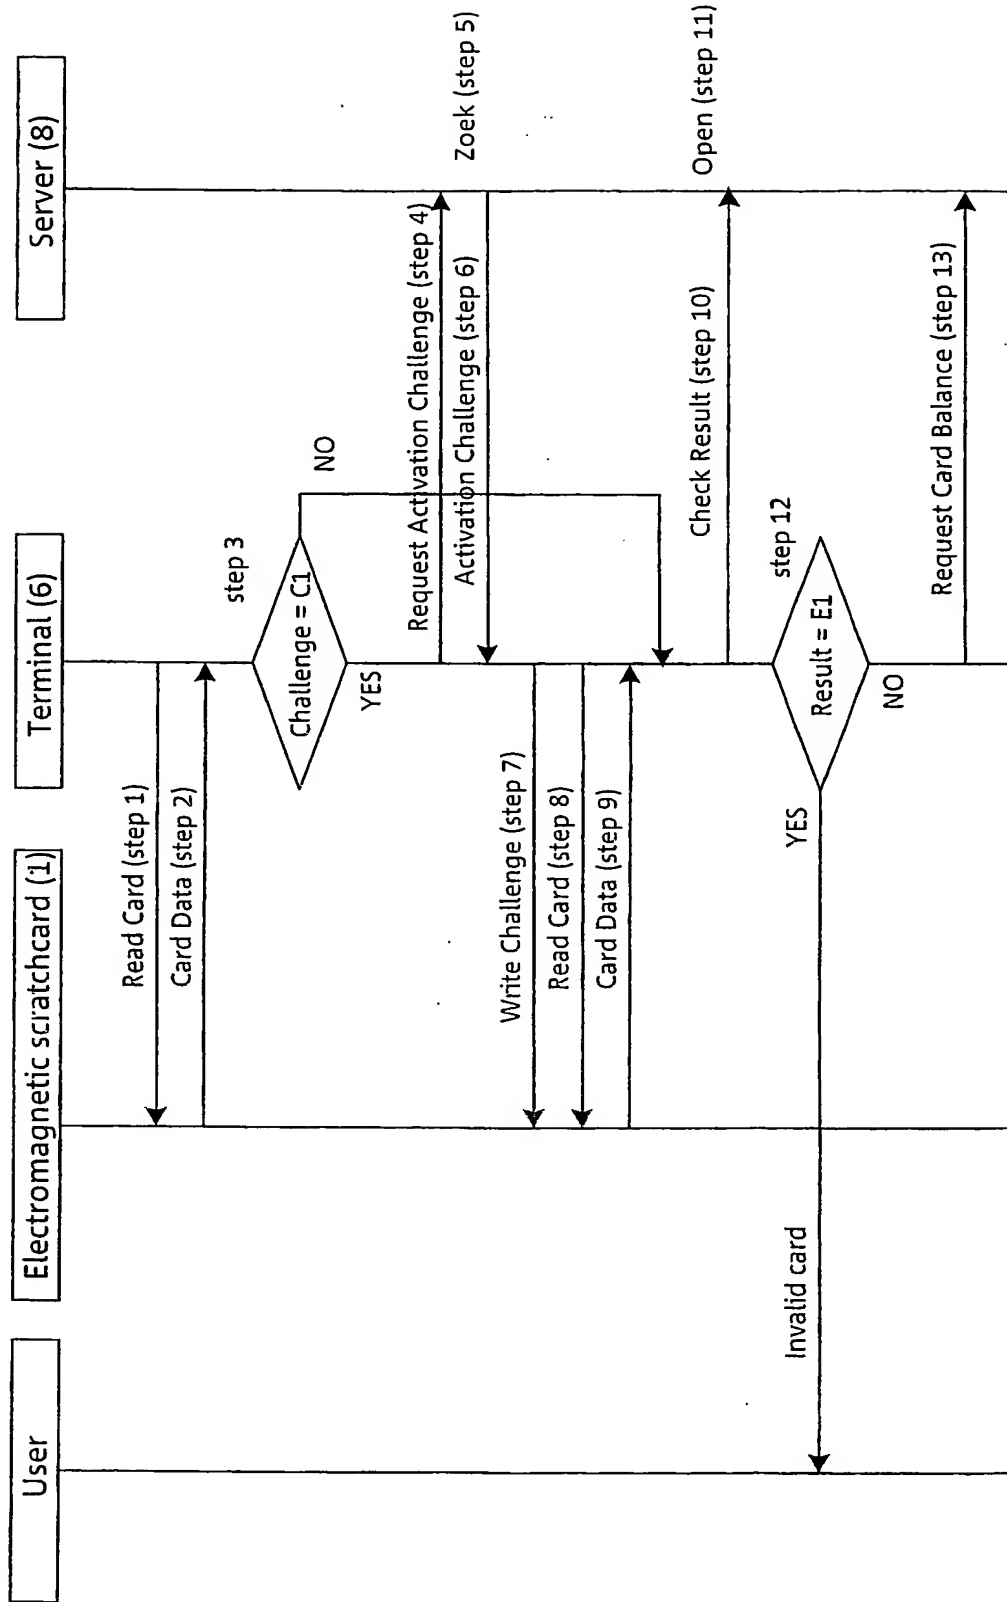 User
Electromagnetic scratchcard (1)
Terminal (6)
Server (8)
Read Card (step 1)
Card Data (step 2)
step 3
Challenge = C1
NO
YES
Request Activation Challenge (step 4)
Zoek (step 5)
Activation Challenge (step 6)
Write Challenge (step 7)
Read Card (step 8)
Card Data (step 9)
Check Result (step 10)
Open (step 11)
step 12
Result = E1
YES
NO
Invalid card
Request Card Balance (step 13)